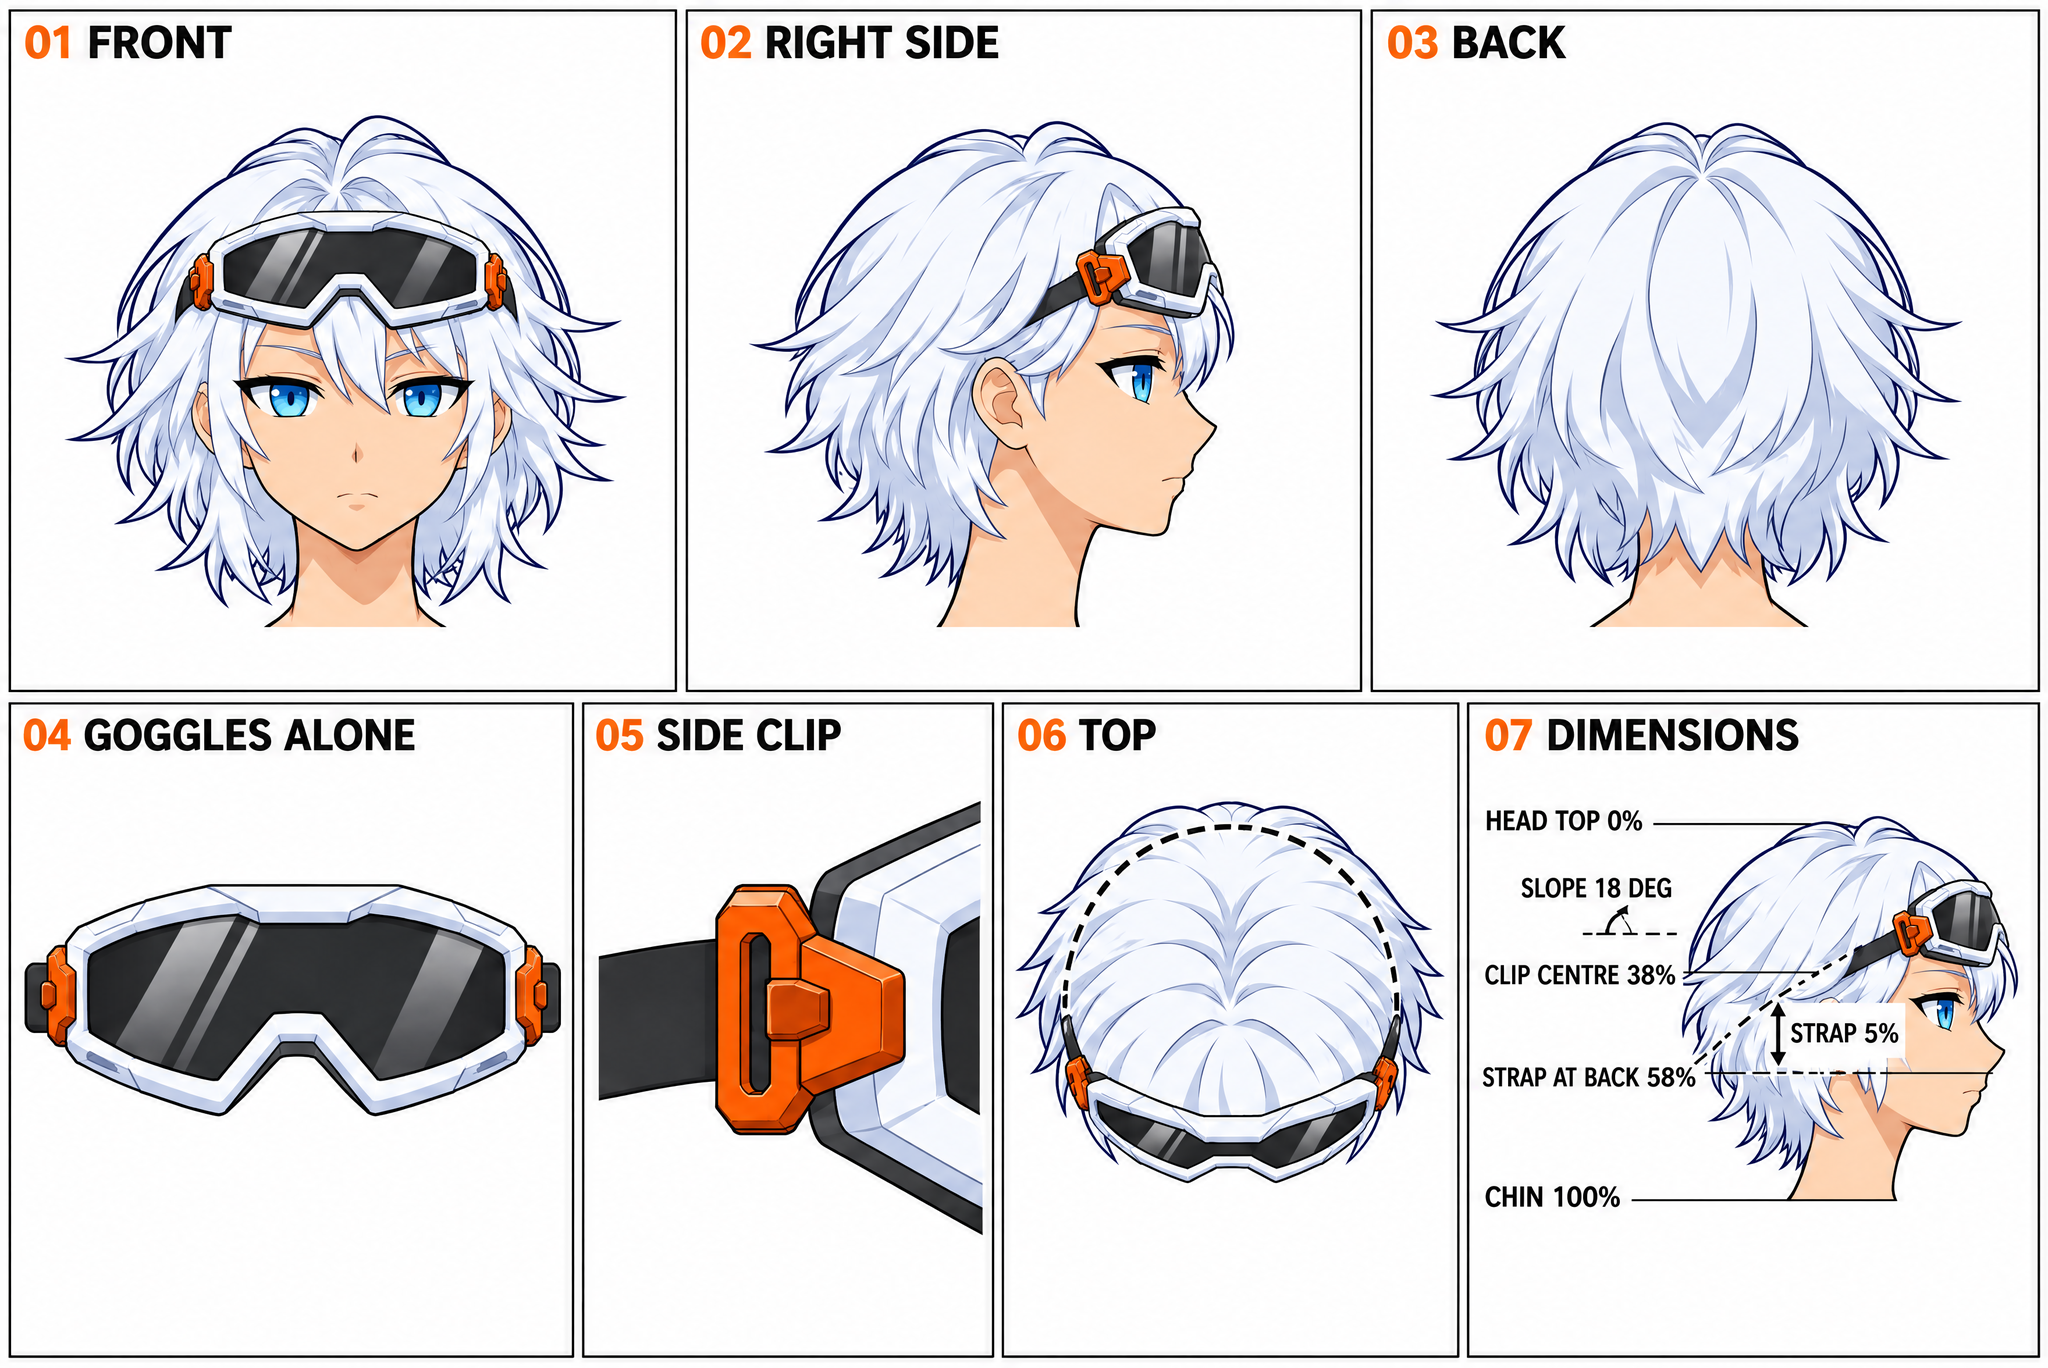 01 FRONT
02 RIGHT SIDE
03 BACK
04 GOGGLES ALONE
05 SIDE CLIP
06 TOP
07 DIMENSIONS
HEAD TOP 0%
SLOPE 18 DEG
CLIP CENTRE 38%
STRAP 5%
STRAP AT BACK 58%
CHIN 100%